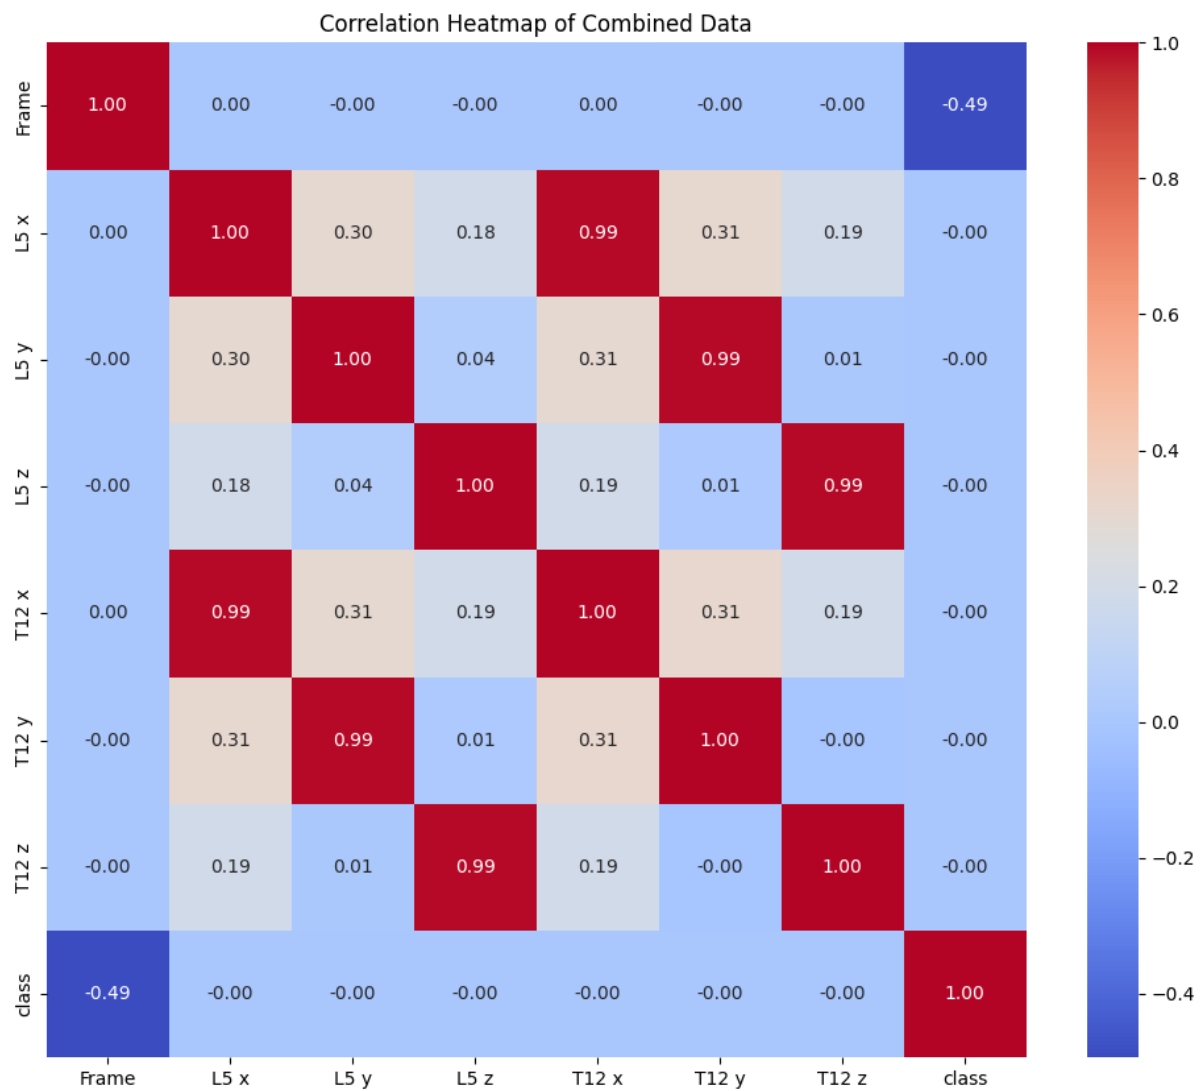 Correlation Heatmap of Combined Data
Frame 1.00 0.00 -0.00 -0.00 0.00 -0.00 -0.00 -0.49
L5 x 0.00 1.00 0.30 0.18 0.99 0.31 0.19 -0.00
L5 y -0.00 0.30 1.00 0.04 0.31 0.99 0.01 -0.00
L5 z -0.00 0.18 0.04 1.00 0.19 0.01 0.99 -0.00
T12 x 0.00 0.99 0.31 0.19 1.00 0.31 0.19 -0.00
T12 y -0.00 0.31 0.99 0.01 0.31 1.00 -0.00 -0.00
T12 z -0.00 0.19 0.01 0.99 0.19 -0.00 1.00 -0.00
class -0.49 -0.00 -0.00 -0.00 -0.00 -0.00 -0.00 1.00
Frame L5 x L5 y L5 z T12 x T12 y T12 z class
1.0
0.8
0.6
0.4
0.2
0.0
−0.2
−0.4